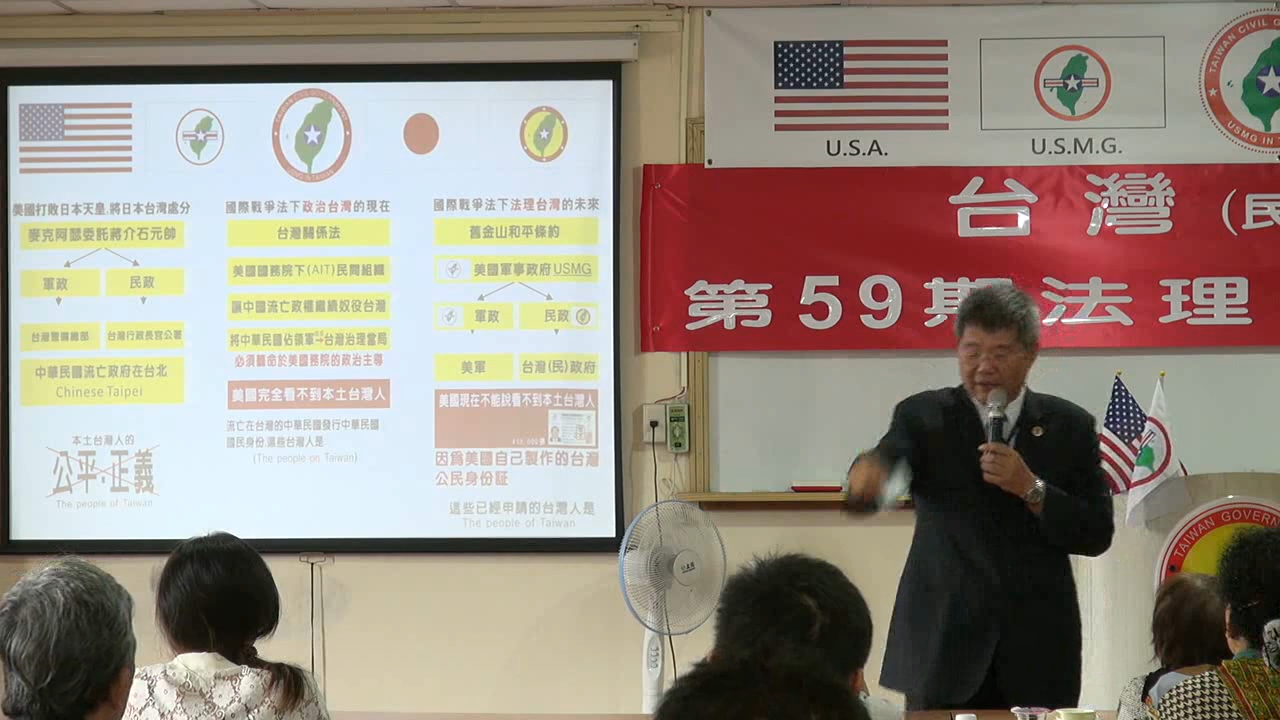 美國打敗日本天皇,將日本台灣處分
麥克阿瑟委託蔣介石元帥
軍政
民政
台灣警備總部
台灣行政長官公署
中華民國流亡政府在台北
Chinese Taipei
本土台灣人的
公平·正義
The people of Taiwan
國際戰爭法下政治台灣的現在
台灣關係法
美國國務院下(AIT)民間組織
讓中國流亡政權繼續奴役台灣
將中華民國佔領軍
台灣治理當局
必須聽命於美國務院的政治主導
美國完全看不到本土台灣人
流亡在台灣的中華民國發行中華民國
國民身份 這些台灣人是
(The people on Taiwan)
國際戰爭法下法理台灣的未來
舊金山和平條約
美國軍事政府USMG
軍政
民政
美軍
台灣(民)政府
美國現在不能說看不到本土台灣人
因為美國自己製作的台灣
公民身份証
這些已經申請的台灣人是
The people of Taiwan
U.S.A.
U.S.M.G.
TAIWAN CIVIL GO
USMG IN T
台灣(民
第59期法理
TAIWAN GOVERN